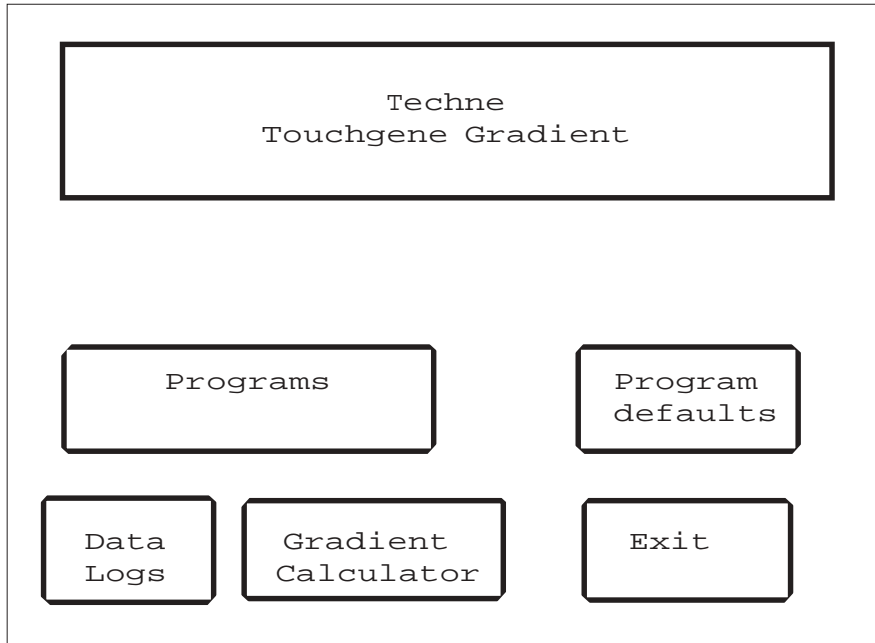 Techne
Touchgene Gradient
Programs
Program
defaults
Data
Logs
Gradient
Calculator
Exit